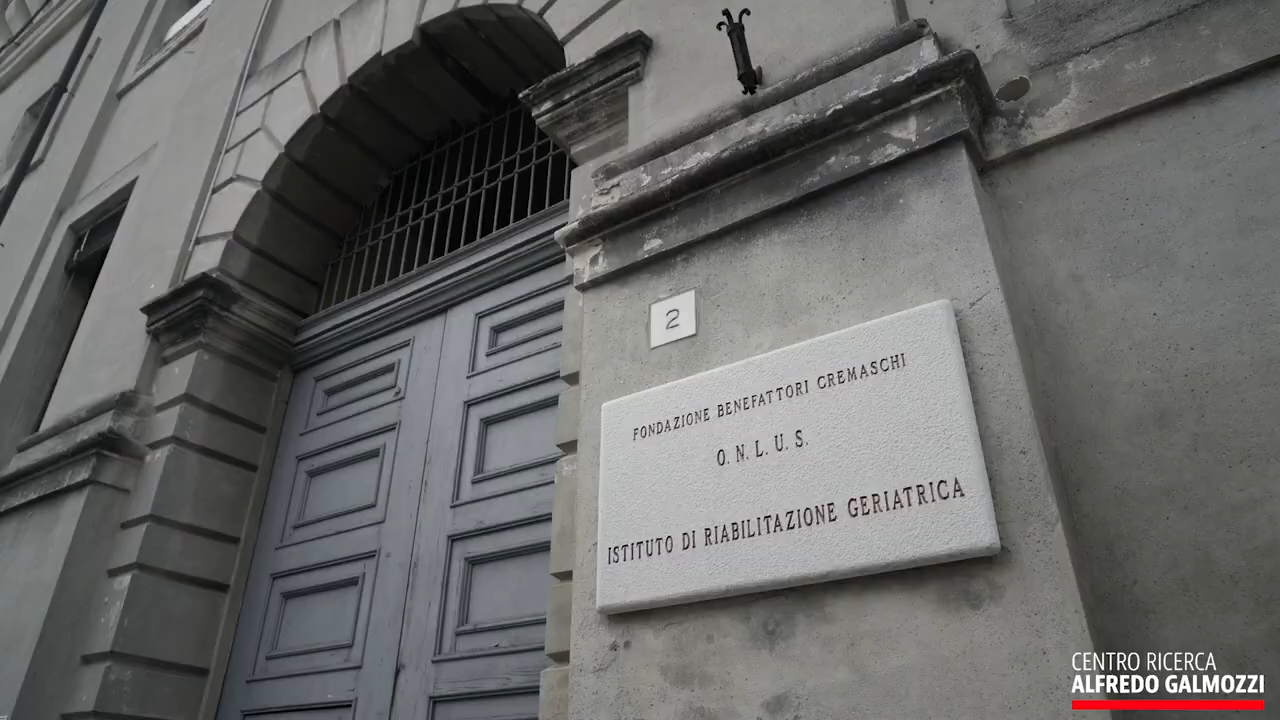 2
FONDAZIONE BENEFATTORI CREMASCHI
O. N. L. U. S.
ISTITUTO DI RIABILITAZIONE GERIATRICA
CENTRO RICERCA
ALFREDO GALMOZZI